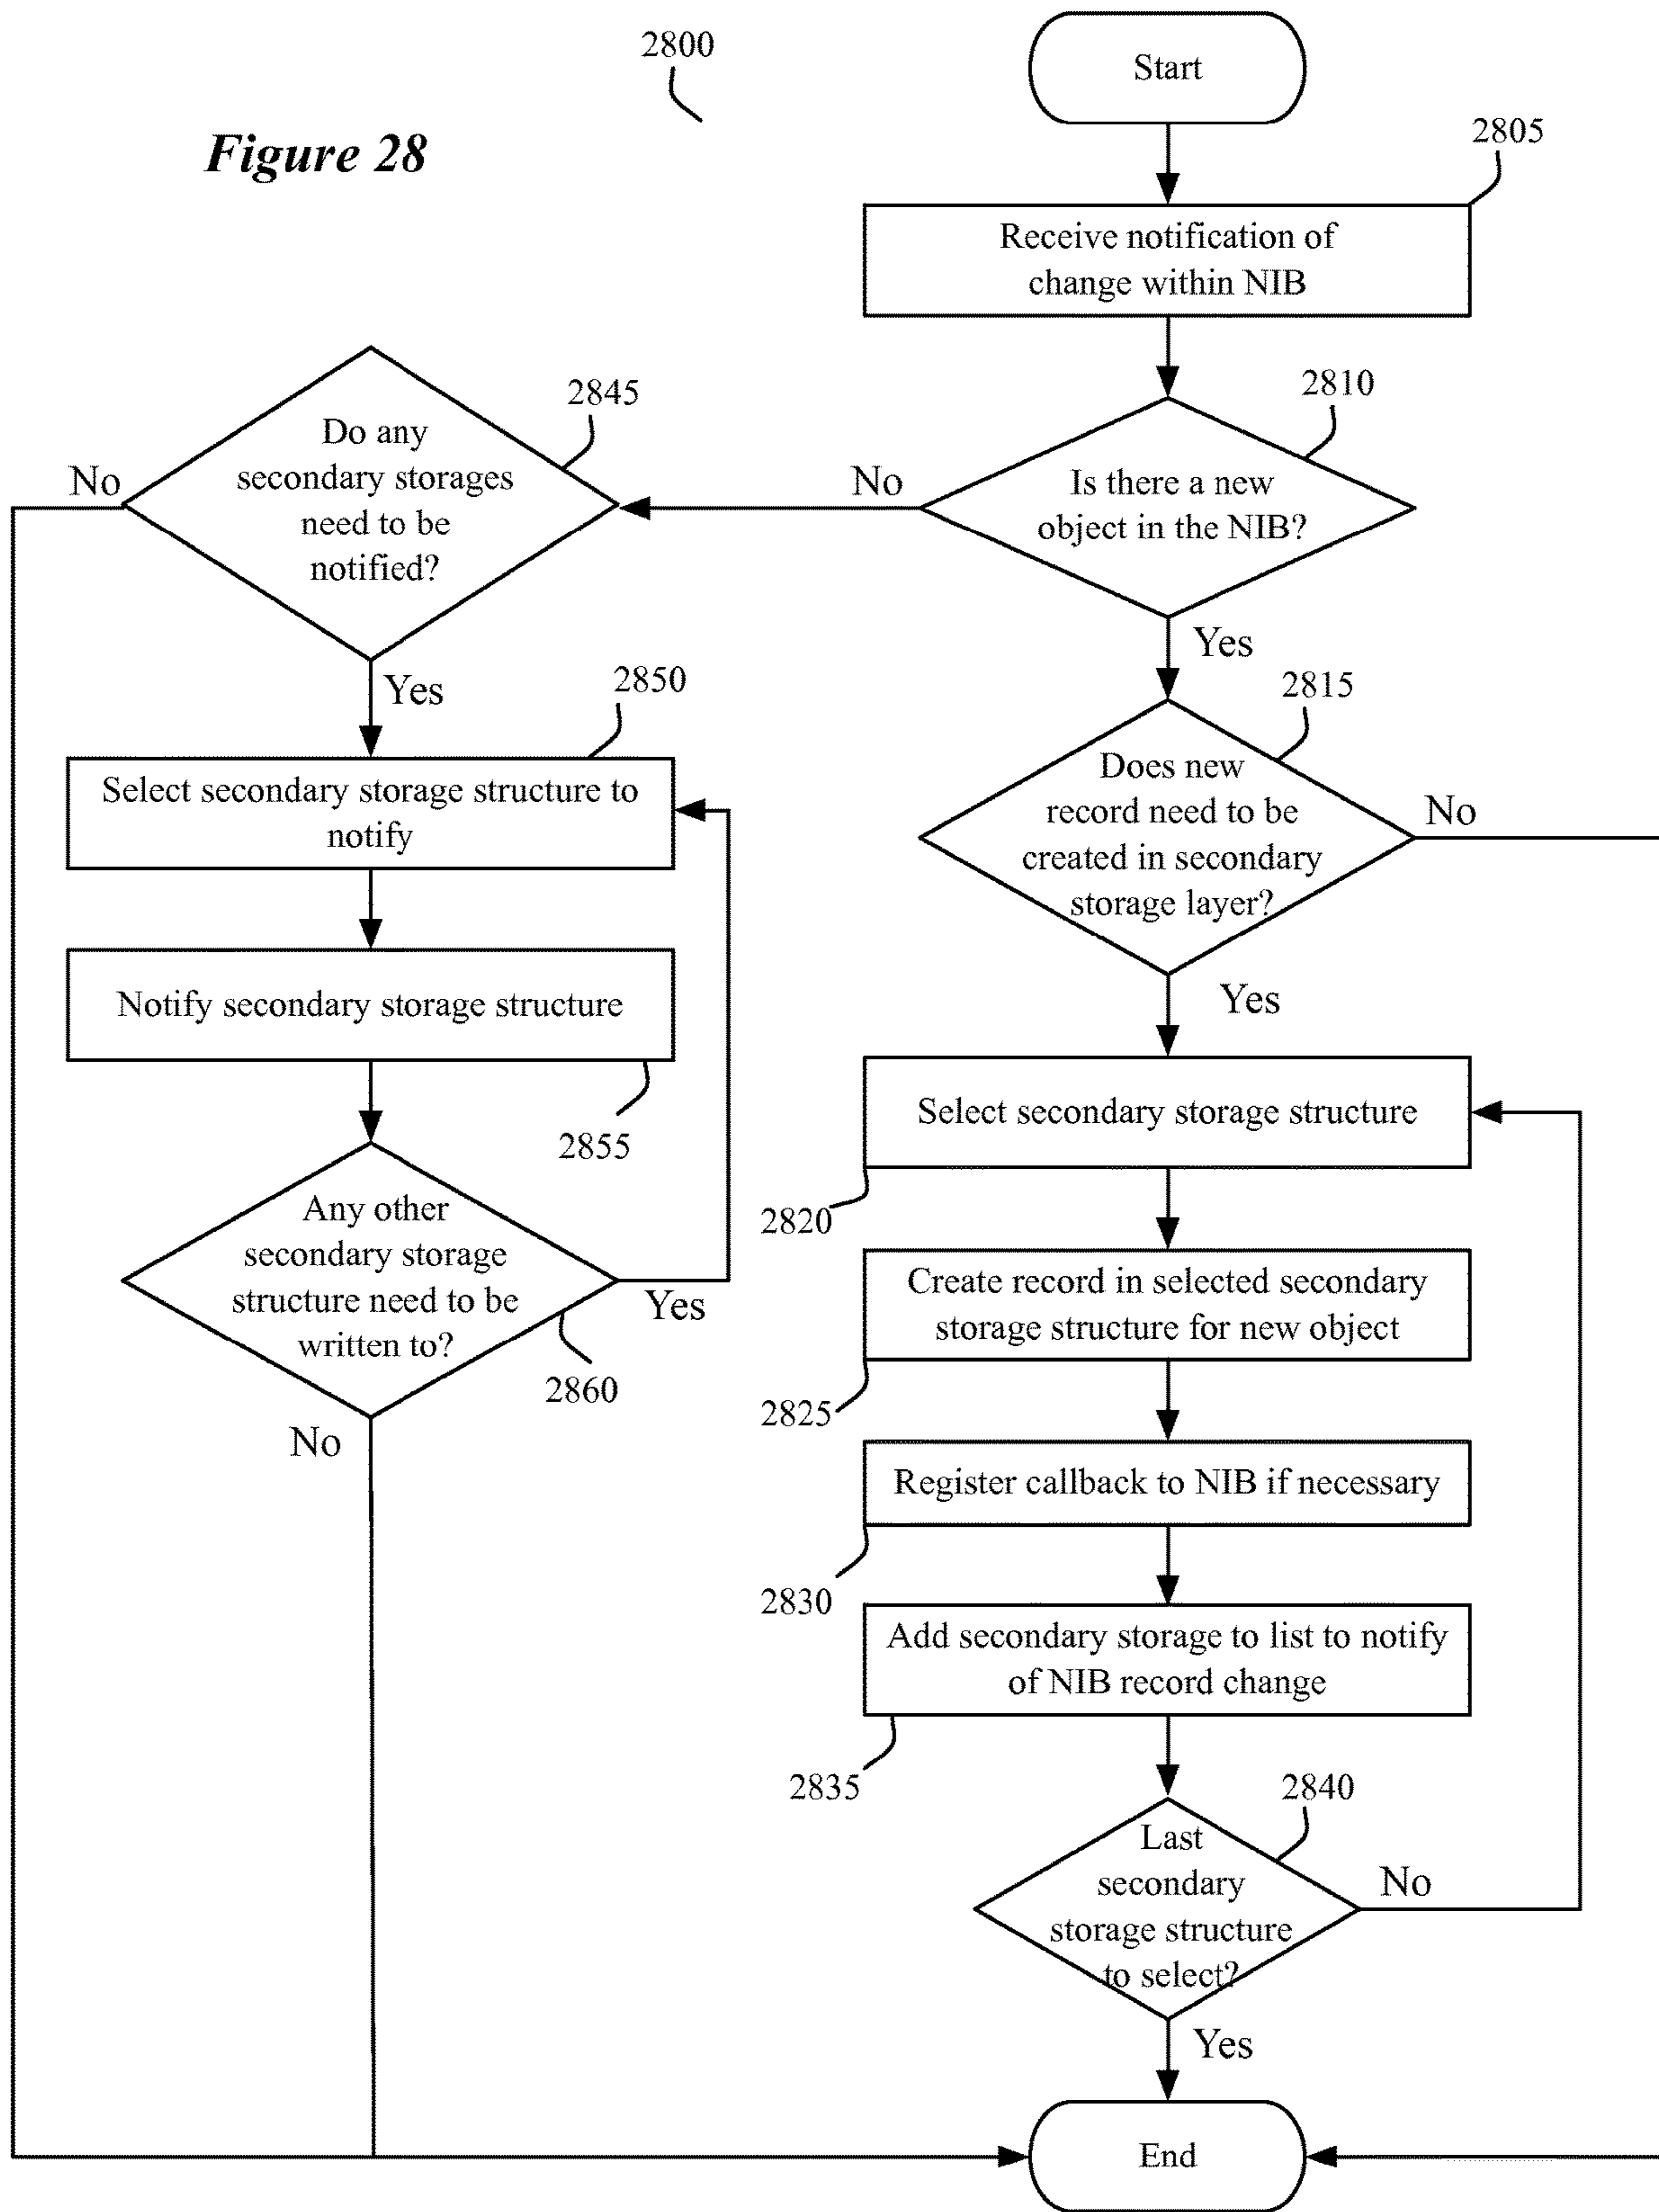 2800
Start
Figure 28
2805
Receive notification of
change within NIB
2810
2845
Do any
secondary storages
need to be
notified?
No
No
Is there a new
object in the NIB?
Yes
Yes
2850
2815
Select secondary storage structure to
notify
Does new
record need to be
created in secondary
storage layer?
No
Notify secondary storage structure
2855
Yes
Select secondary storage structure
2820
Any other
secondary storage
structure need to be
written to?
Yes
2860
No
Create record in selected secondary
storage structure for new object
2825
Register callback to NIB if necessary
2830
Add secondary storage to list to notify
of NIB record change
2835
2840
Last
secondary
storage structure
to select?
No
Yes
End